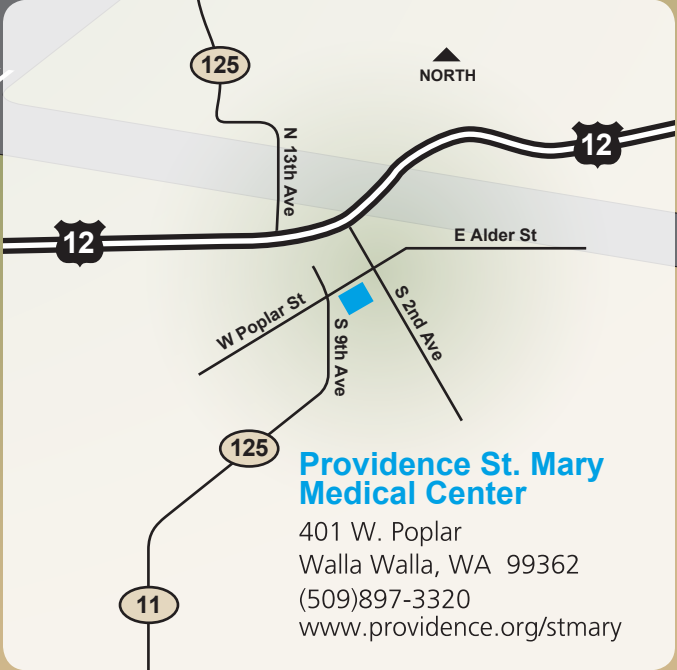 125
NORTH
12
N 13th Ave
12
E Alder St
W Poplar St
S 9th Ave
S 2nd Ave
125
Providence St. Mary
Medical Center
401 W. Poplar
Walla Walla, WA  99362
(509)897-3320
www.providence.org/stmary
11